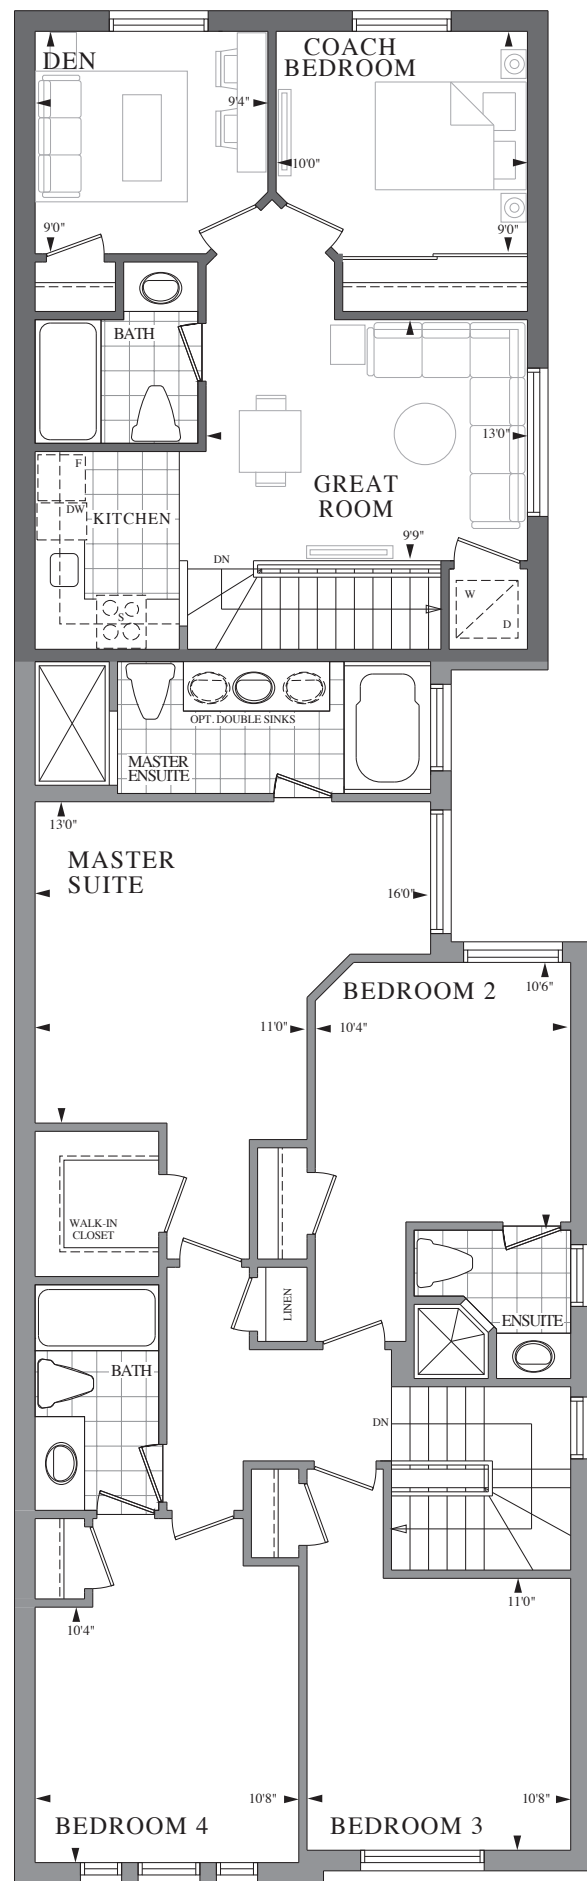 DEN
COACH
BEDROOM
9'4"
10'0"
9'0"
9'0"
BATH
13'0"
F
DW
KITCHEN
GREAT
ROOM
9'9"
DN
S
W
D
OPT. DOUBLE SINKS
MASTER
ENSUITE
13'0"
MASTER
SUITE
16'0"
BEDROOM 2
10'6"
11'0"
10'4"
WALK-IN
CLOSET
LINEN
ENSUITE
BATH
DN
11'0"
10'4"
10'8"
10'8"
BEDROOM 4
BEDROOM 3